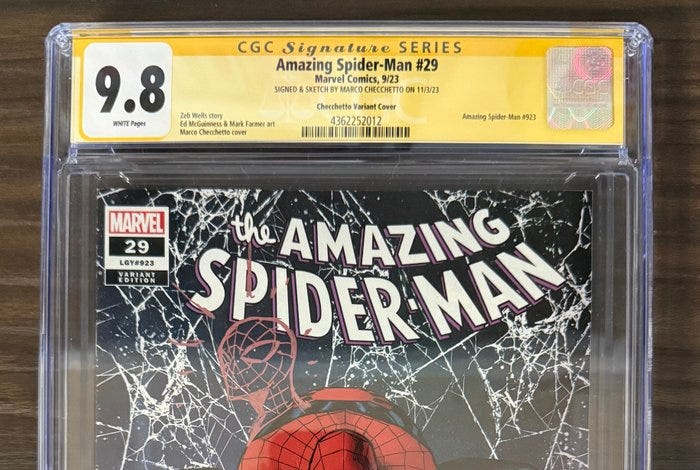 CGC Signature SERIES
9.8
WHITE Pages
Amazing Spider-Man #29
Marvel Comics, 9/23
SIGNED & SKETCH BY MARCO CHECCHETTO ON 11/3/23
Checchetto Variant Cover
4362252012
Zeb Wells story
Ed McGuinness & Mark Farmer art
Marco Checchetto cover
Amazing Spider-Man #923
CGC
MARVEL
29
LGY#923
VARIANT
EDITION
the AMAZING
SPIDER-MAN